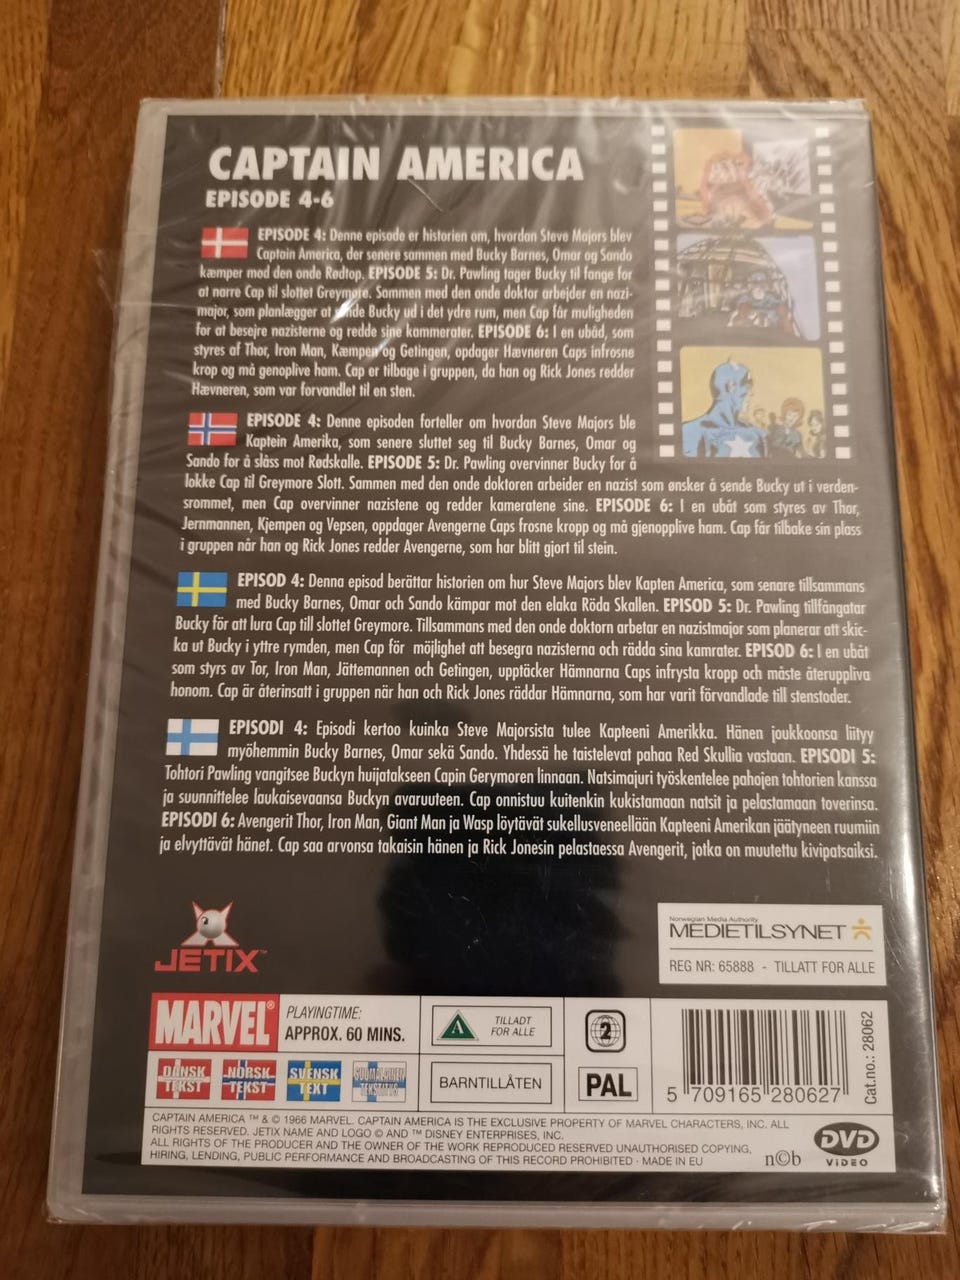 CAPTAIN AMERICA
EPISODE 4-6
EPISODE 4: Denne episode er historien om, hvordan Steve Majors blev
Captain America, der senere sammen med Bucky Barnes, Omar og Sando
kæmper mod den onde Rødtop. EPISODE 5: Dr. Pawling tager Bucky til fange for
at narre Cap til slottet Greymore. Sammen med den onde doktor arbejder en nazi-
major, som planlægger at sende Bucky ud i det ydre rum, men Cap får muligheden
for at besejre nazisterne og redde sine kammerater. EPISODE 6: I en ubåd, som
styres af Thor, Iron Man, Kæmpen og Getingen, opdager Hævneren Caps infrosne
krop og må genoplive ham. Cap er tilbage i gruppen, da han og Rick Jones redder
Hævneren, som var forvandlet til en sten.
EPISODE 4: Denne episoden forteller om hvordan Steve Majors ble
Kaptein Amerika, som senere sluttet seg til Bucky Barnes, Omar og
Sando for å slåss mot Rødskalle. EPISODE 5: Dr. Pawling overvinner Bucky for å
lokke Cap til Greymore Slott. Sammen med den onde doktoren arbeider en nazist som ønsker å sende Bucky ut i verden-
srommet, men Cap overvinner nazistene og redder kameratene sine. EPISODE 6: I en ubåt som styres av Thor,
Jernmannen, Kjempen og Vepsen, oppdager Avengerne Caps frosne kropp og må gjenopplive ham. Cap får tilbake sin plass
i gruppen når han og Rick Jones redder Avengerne, som har blitt gjort til stein.
EPISOD 4: Denna episod berättar historien om hur Steve Majors blev Kapten America, som senare tillsammans
med Bucky Barnes, Omar och Sando kämpar mot den elaka Röda Skallen. EPISOD 5: Dr. Pawling tillfångatar
Bucky för att lura Cap till slottet Greymore. Tillsammans med den onde doktorn arbetar en nazistmajor som planerar att skic-
ka ut Bucky i yttre rymden, men Cap får möjlighet att besegra nazisterna och rädda sina kamrater. EPISOD 6: I en ubåt
som styrs av Tor, Iron Man, Jättemannen och Getingen, upptäcker Hämnarna Caps infrysta kropp och måste återuppliva
honom. Cap är återinsatt i gruppen när han och Rick Jones räddar Hämnarna, som har varit förvandlade till stenstoder.
EPISODI 4: Episodi kertoo kuinka Steve Majorsista tulee Kapteeni Amerikka. Hänen joukkoonsa liityy
myöhemmin Bucky Barnes, Omar sekä Sando. Yhdessä he taistelevat pahaa Red Skullia vastaan. EPISODI 5:
Tohtori Pawling vangitsee Buckyn huijatakseen Capin Gerymoren linnaan. Natsimajuri työskentelee pahojen tohtorien kanssa
ja suunnittelee laukaisevaansa Buckyn avaruuteen. Cap onnistuu kuitenkin kukistamaan natsit ja pelastamaan toverinsa.
EPISODI 6: Avengerit Thor, Iron Man, Giant Man ja Wasp löytävät sukellusveneellään Kapteeni Amerikan jäätyneen ruumiin
ja elvyttävät hänet. Cap saa arvonsa takaisin hänen ja Rick Jonesin pelastaessa Avengerit, jotka on muutettu kivipatsaiksi.
JETIX™
Norwegian Media Authority
MEDIETILSYNET
REG NR: 65888 - TILLATT FOR ALLE
MARVEL®
PLAYINGTIME:
APPROX. 60 MINS.
A
TILLADT
FOR ALLE
2
DANSK
TEKST
NORSK
TEKST
SVENSK
TEXT
SUOMALAINEN
TEKSTITYS
BARNTILLÅTEN
PAL
5 709165 280627
Cat.no.: 28062
CAPTAIN AMERICA ™ & © 1966 MARVEL. CAPTAIN AMERICA IS THE EXCLUSIVE PROPERTY OF MARVEL CHARACTERS, INC. ALL
RIGHTS RESERVED. JETIX NAME AND LOGO © AND ™ DISNEY ENTERPRISES, INC.
ALL RIGHTS OF THE PRODUCER AND THE OWNER OF THE WORK REPRODUCED RESERVED UNAUTHORISED COPYING,
HIRING, LENDING, PUBLIC PERFORMANCE AND BROADCASTING OF THIS RECORD PROHIBITED · MADE IN EU
n©b
DVD
VIDEO